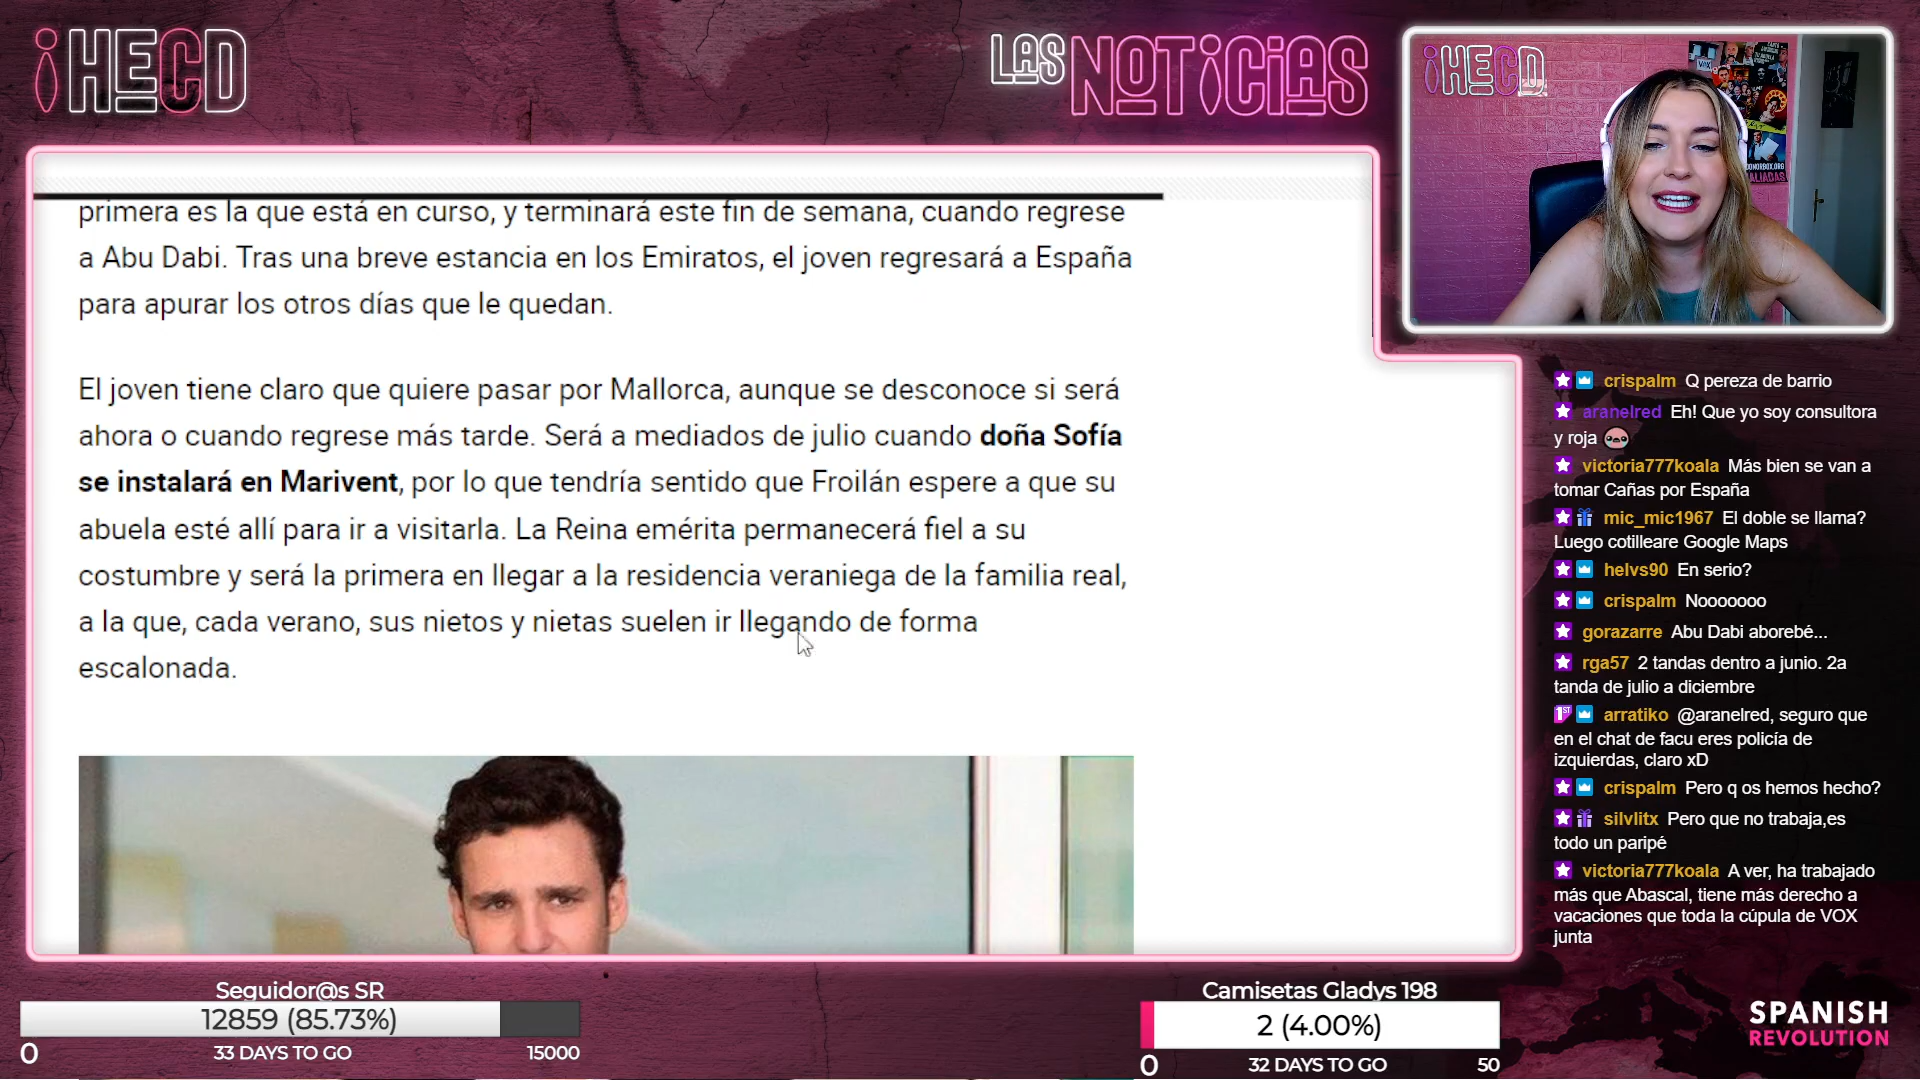 iHECD
LAS NOTiCiAS
iHECD
primera es la que está en curso, y terminará este fin de semana, cuando regrese
a Abu Dabi. Tras una breve estancia en los Emiratos, el joven regresará a España
para apurar los otros días que le quedan.
El joven tiene claro que quiere pasar por Mallorca, aunque se desconoce si será
ahora o cuando regrese más tarde. Será a mediados de julio cuando doña Sofía
se instalará en Marivent, por lo que tendría sentido que Froilán espere a que su
abuela esté allí para ir a visitarla. La Reina emérita permanecerá fiel a su
costumbre y será la primera en llegar a la residencia veraniega de la familia real,
a la que, cada verano, sus nietos y nietas suelen ir llegando de forma
escalonada.
crispalm Q pereza de barrio
aranelred Eh! Que yo soy consultora
y roja
victoria777koala Más bien se van a
tomar Cañas por España
mic_mic1967 El doble se llama?
Luego cotilleare Google Maps
helvs90 En serio?
crispalm Nooooooo
gorazarre Abu Dabi aborebé...
rga57 2 tandas dentro a junio. 2a
tanda de julio a diciembre
1ST arratiko @aranelred, seguro que
en el chat de facu eres policía de
izquierdas, claro xD
crispalm Pero q os hemos hecho?
silvlitx Pero que no trabaja,es
todo un paripé
victoria777koala A ver, ha trabajado
más que Abascal, tiene más derecho a
vacaciones que toda la cúpula de VOX
junta
Seguidor@s SR
12859 (85.73%)
0 33 DAYS TO GO 15000
Camisetas Gladys 198
2 (4.00%)
0 32 DAYS TO GO 50
SPANISH
REVOLUTION